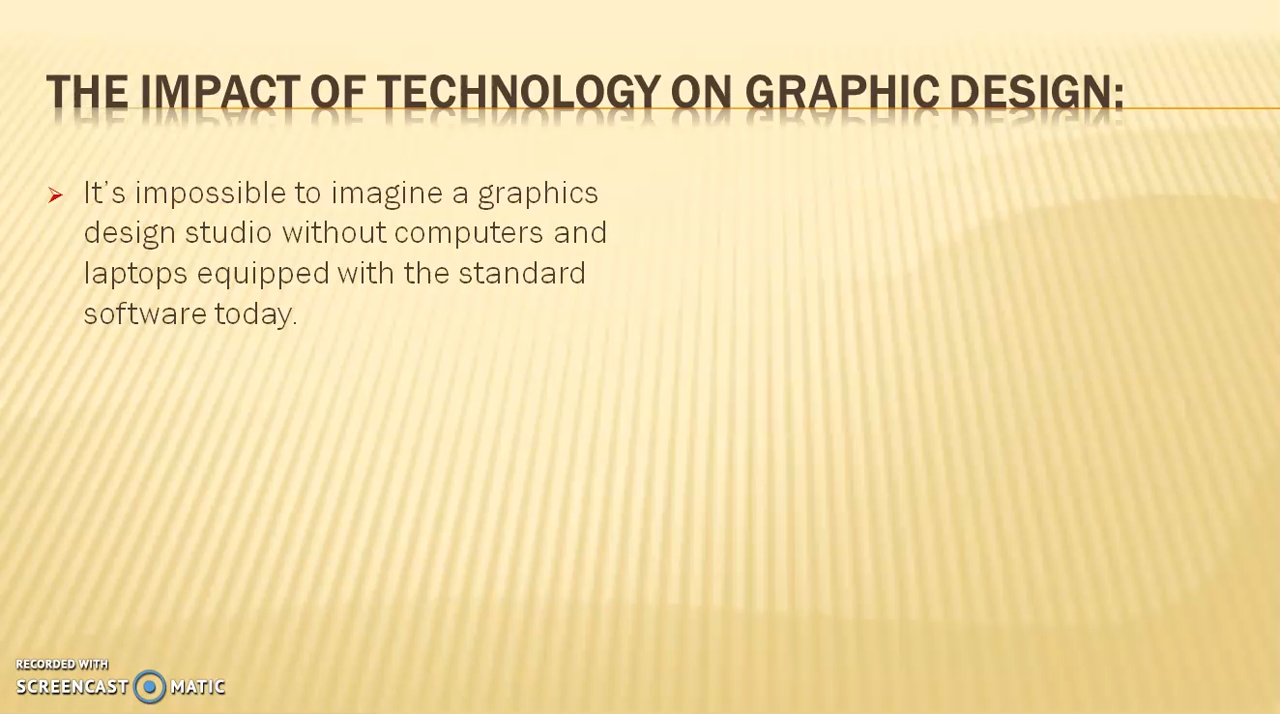 THE IMPACT OF TECHNOLOGY ON GRAPHIC DESIGN:
➢ It's impossible to imagine a graphics
design studio without computers and
laptops equipped with the standard
software today.
RECORDED WITH
SCREENCAST MATIC